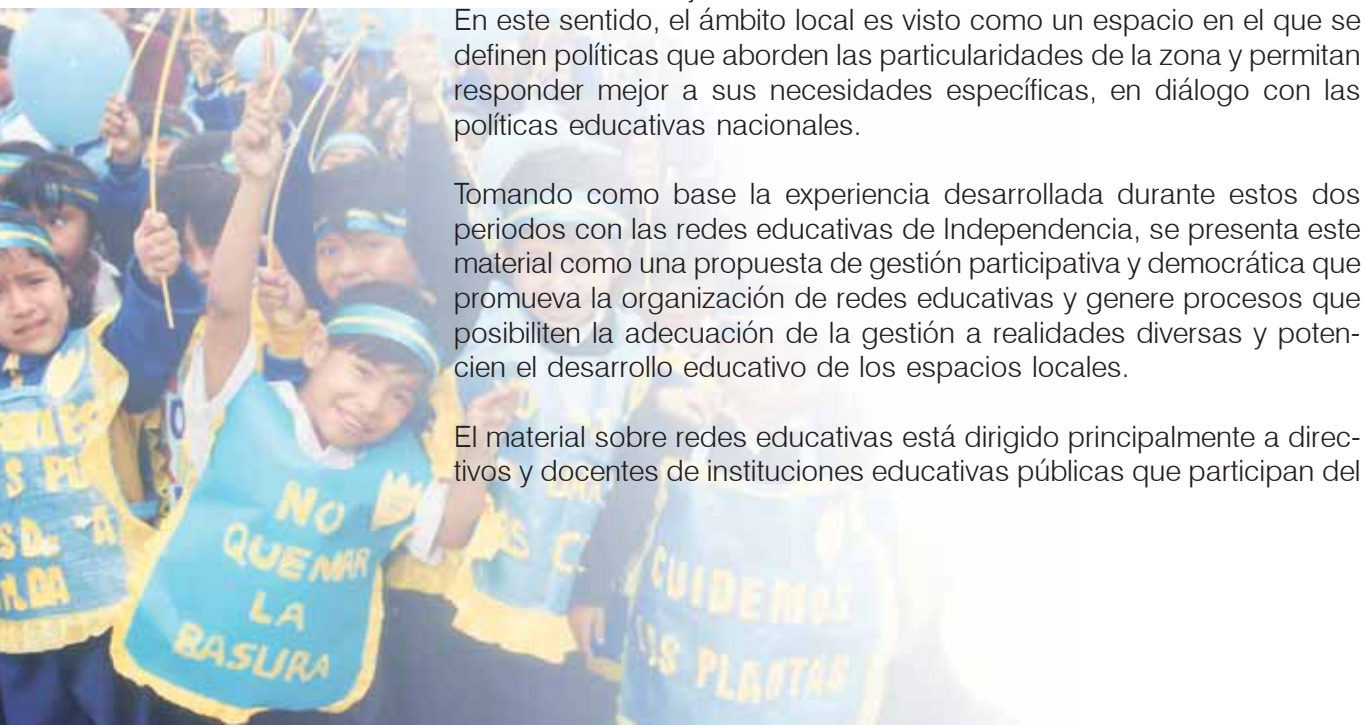 En este sentido, el ámbito local es visto como un espacio en el que se
definen políticas que aborden las particularidades de la zona y permitan
responder mejor a sus necesidades específicas, en diálogo con las
políticas educativas nacionales.
Tomando como base la experiencia desarrollada durante estos dos
periodos con las redes educativas de Independencia, se presenta este
material como una propuesta de gestión participativa y democrática que
promueva la organización de redes educativas y genere procesos que
posibiliten la adecuación de la gestión a realidades diversas y poten-
cien el desarrollo educativo de los espacios locales.
El material sobre redes educativas está dirigido principalmente a direc-
tivos y docentes de instituciones educativas públicas que participan del
NO
QUEMAR
LA
BASURA
CUIDEMOS
PLANTAS